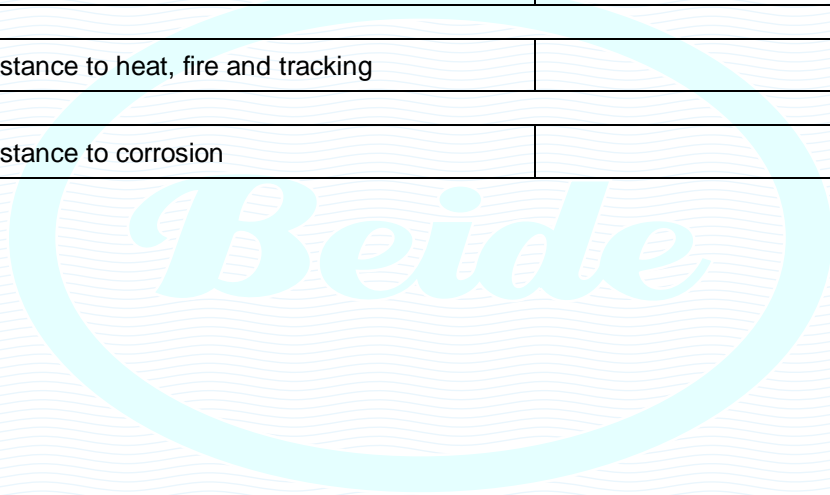 stance to heat, fire and tracking
stance to corrosion
Beide